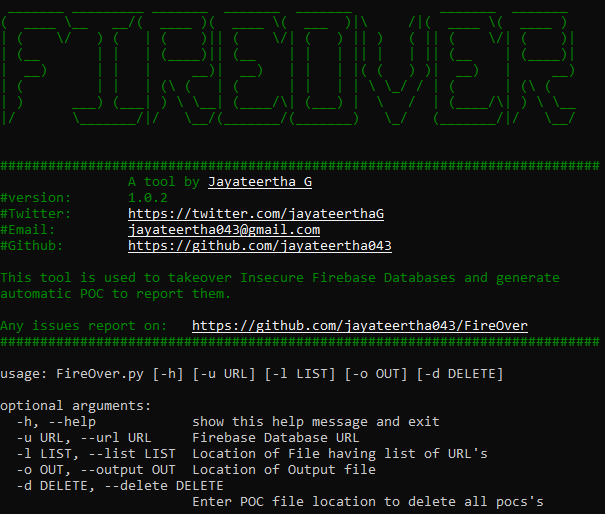 FIREOVER
################################################################################
A tool by Jayateertha G
#version: 1.0.2
#Twitter: https://twitter.com/jayateerthaG
#Email: jayateertha043@gmail.com
#Github: https://github.com/jayateertha043
This tool is used to takeover Insecure Firebase Databases and generate
automatic POC to report them.
Any issues report on: https://github.com/jayateertha043/FireOver
################################################################################
usage: FireOver.py [-h] [-u URL] [-l LIST] [-o OUT] [-d DELETE]
optional arguments:
-h, --help show this help message and exit
-u URL, --url URL Firebase Database URL
-l LIST, --list LIST Location of File having list of URL's
-o OUT, --output OUT Location of Output file
-d DELETE, --delete DELETE
Enter POC file location to delete all pocs's